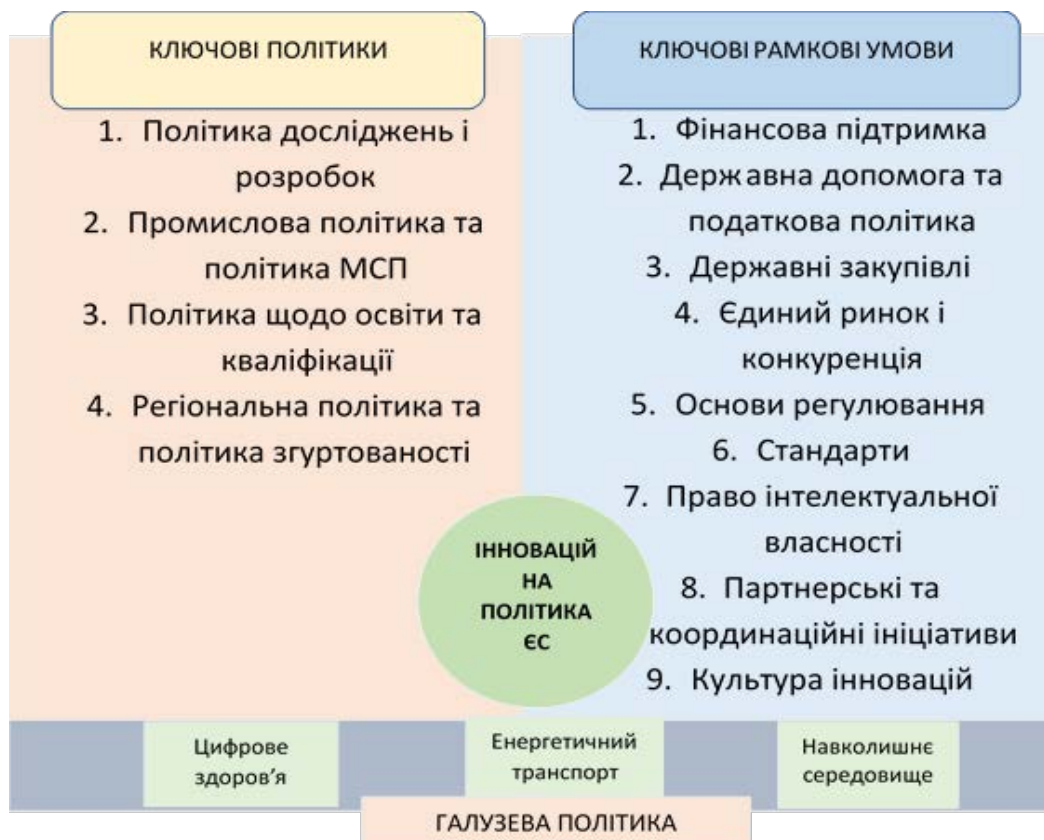 КЛЮЧОВІ ПОЛІТИКИ
1. Політика досліджень і
розробок
2. Промислова політика та
політика МСП
3. Політика щодо освіти та
кваліфікації
4. Регіональна політика та
політика згуртованості
КЛЮЧОВІ РАМКОВІ УМОВИ
1. Фінансова підтримка
2. Державна допомога та
податкова політика
3. Державні закупівлі
4. Єдиний ринок і
конкуренція
5. Основи регулювання
6. Стандарти
7. Право інтелектуальної
власності
8. Партнерські та
координаційні ініціативи
9. Культура інновацій
ІННОВАЦІЙ
НА
ПОЛІТИКА
ЄС
Цифрове
здоров’я
Енергетичний
транспорт
Навколишнє
середовище
ГАЛУЗЕВА ПОЛІТИКА